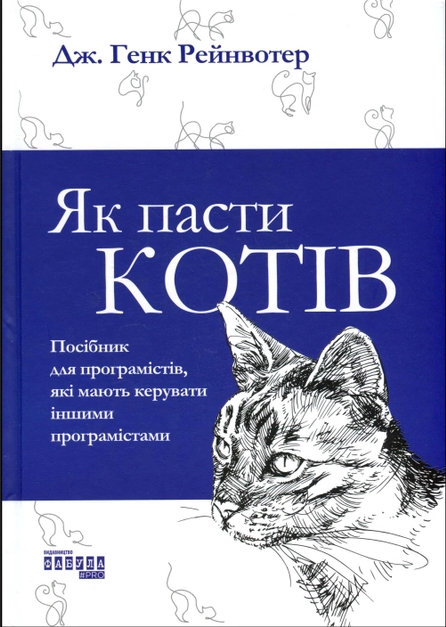 Дж. Генк Рейнвотер
Як пасти
КОТІВ
Посібник
для програмістів,
які мають керувати
іншими
програмістами
ВИДАВНИЦТВО
ФАБУЛА
#PRO